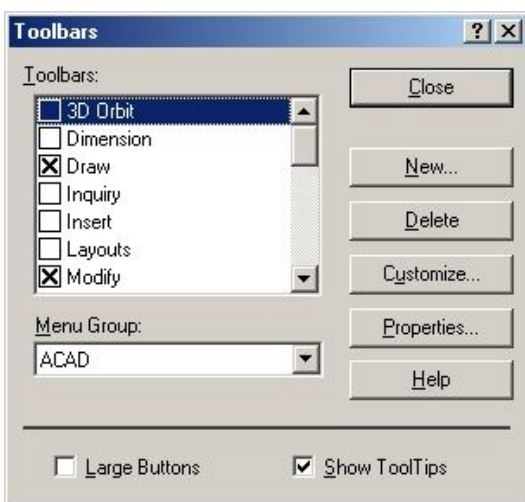 Toolbars
Toolbars:
3D Orbit
Dimension
Draw
Inquiry
Insert
Layouts
Modify
Close
New...
Delete
Customize...
Properties...
Help
Menu Group:
ACAD
Large Buttons
Show ToolTips